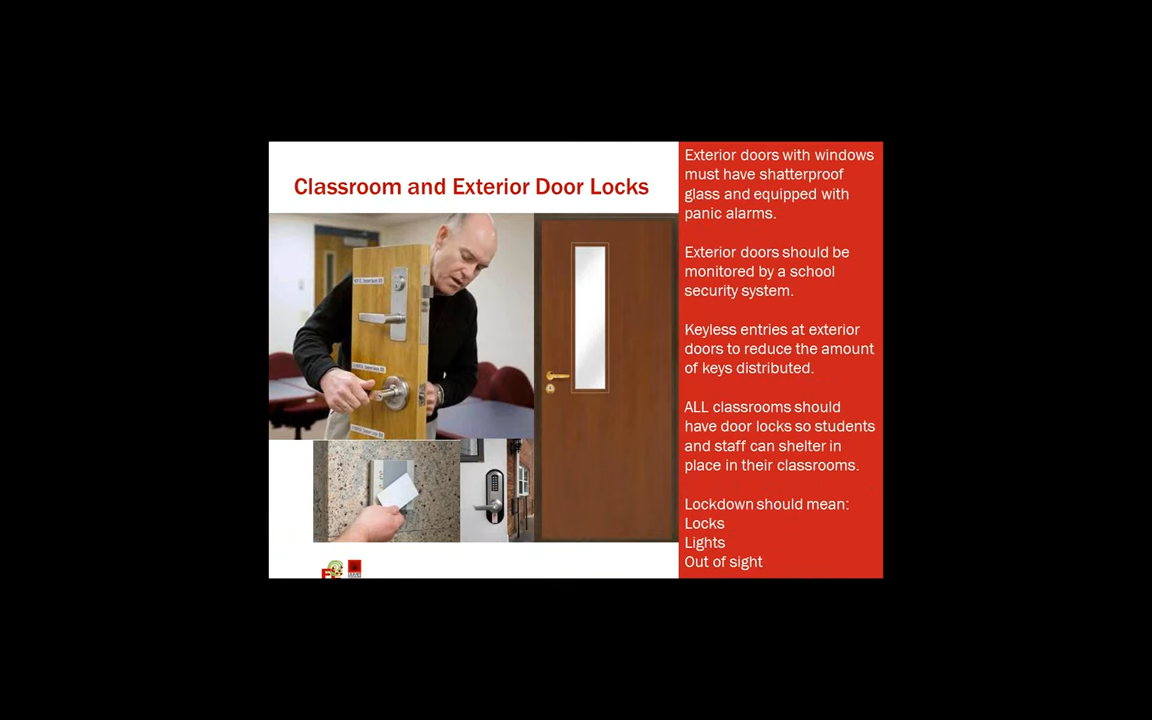 Classroom and Exterior Door Locks
Exterior doors with windows
must have shatterproof
glass and equipped with
panic alarms.
Exterior doors should be
monitored by a school
security system.
Keyless entries at exterior
doors to reduce the amount
of keys distributed.
ALL classrooms should
have door locks so students
and staff can shelter in
place in their classrooms.
Lockdown should mean:
Locks
Lights
Out of sight